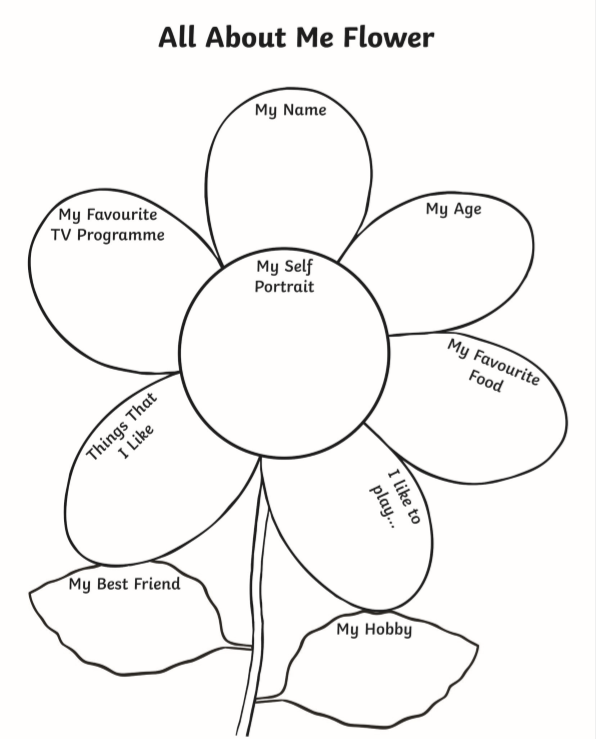 All About Me Flower
My Name
My Favourite
TV Programme
My Age
My Self
Portrait
My Favourite
Food
Things That
I Like
I like to
play...
My Best Friend
My Hobby